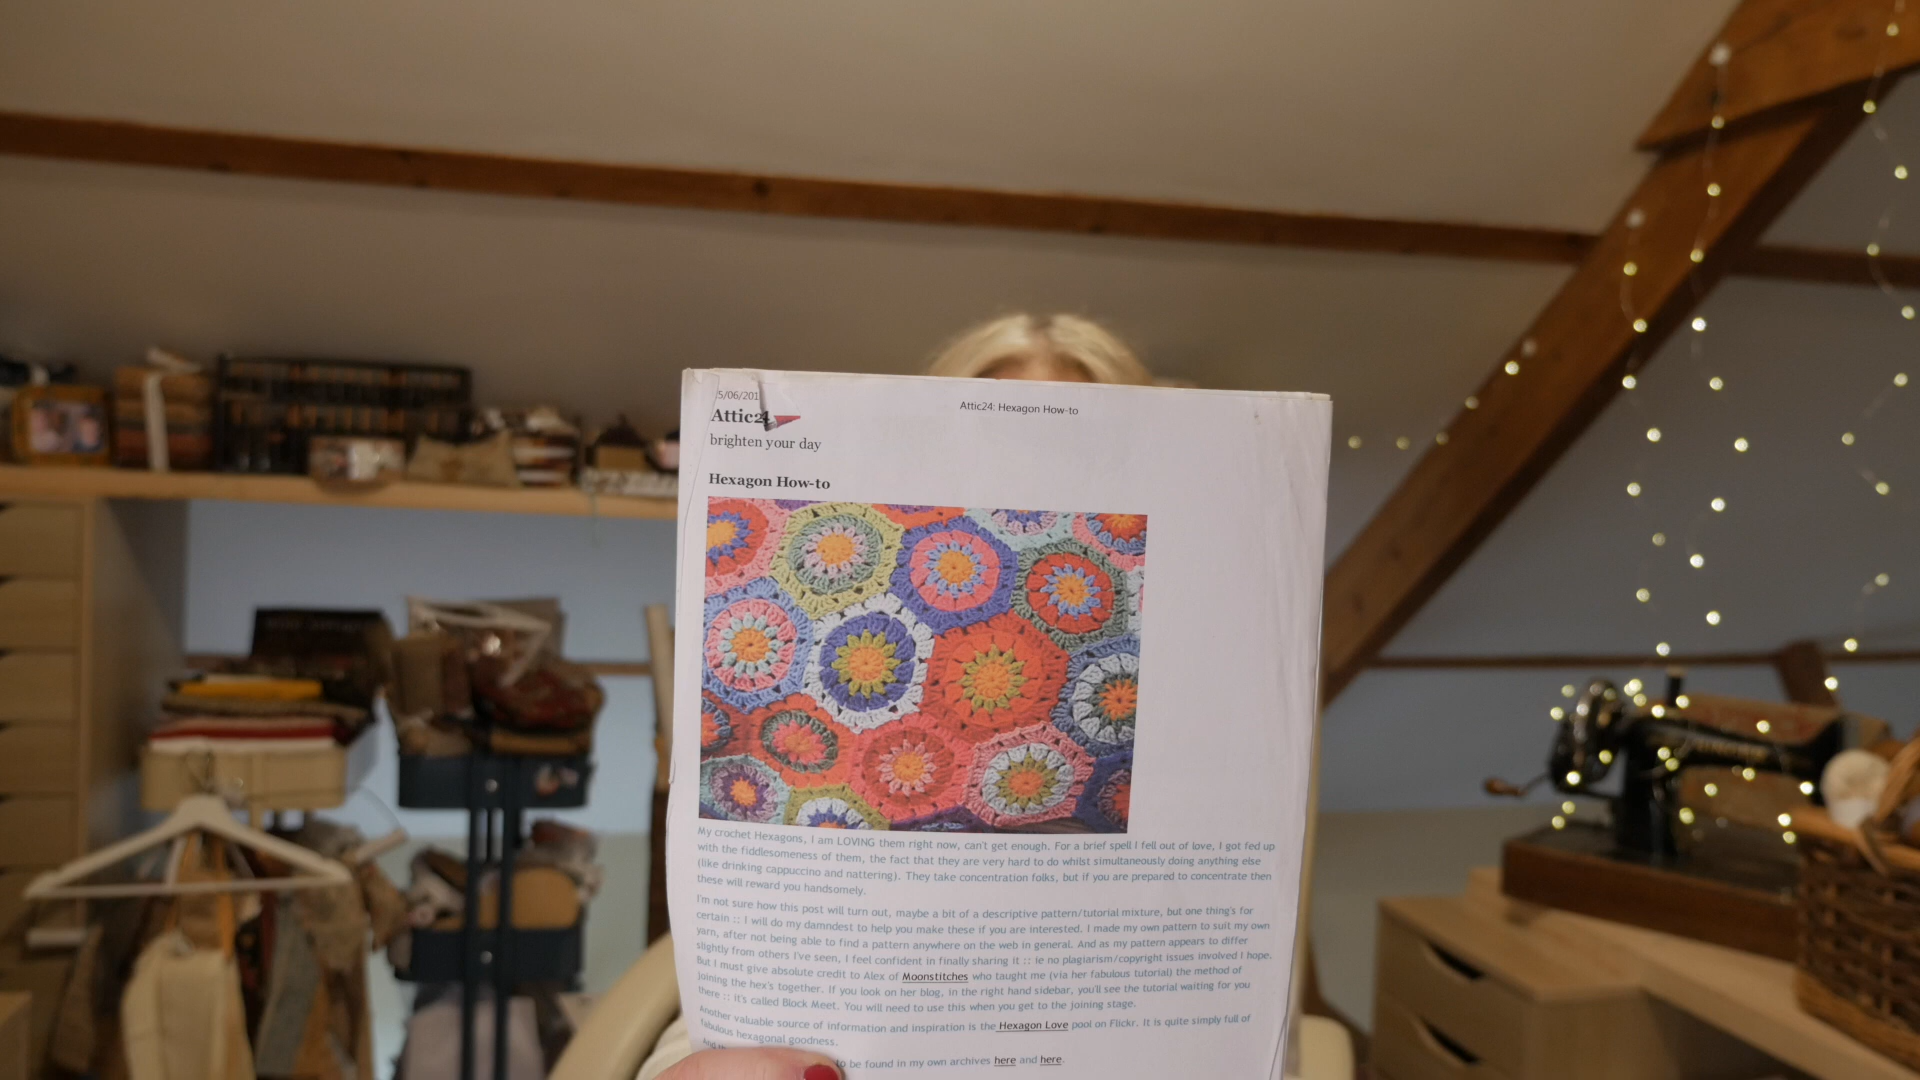 5/06/201
Attic24: Hexagon How-to
Attic24
brighten your day
Hexagon How-to
My crochet Hexagons, I am LOVING them right now, can't get enough. For a brief spell I fell out of love, I got fed up
with the fiddlesomeness of them, the fact that they are very hard to do whilst simultaneously doing anything else
(like drinking cappuccino and nattering). They take concentration folks, but if you are prepared to concentrate then
these will reward you handsomely.
I'm not sure how this post will turn out, maybe a bit of a descriptive pattern/tutorial mixture, but one thing's for
certain :: I will do my damndest to help you make these if you are interested. I made my own pattern to suit my own
yarn, after not being able to find a pattern anywhere on the web in general. And as my pattern appears to differ
slightly from others I've seen, I feel confident in finally sharing it :: ie no plagiarism/copyright issues involved I hope.
But I must give absolute credit to Alex of Moonstitches who taught me (via her fabulous tutorial) the method of
joining the hex's together. If you look on her blog, in the right hand sidebar, you'll see the tutorial waiting for you
there :: it's called Block Meet. You will need to use this when you get to the joining stage.
Another valuable source of information and inspiration is the Hexagon Love pool on Flickr. It is quite simply full of
fabulous hexagonal goodness.
And to be found in my own archives here and here.